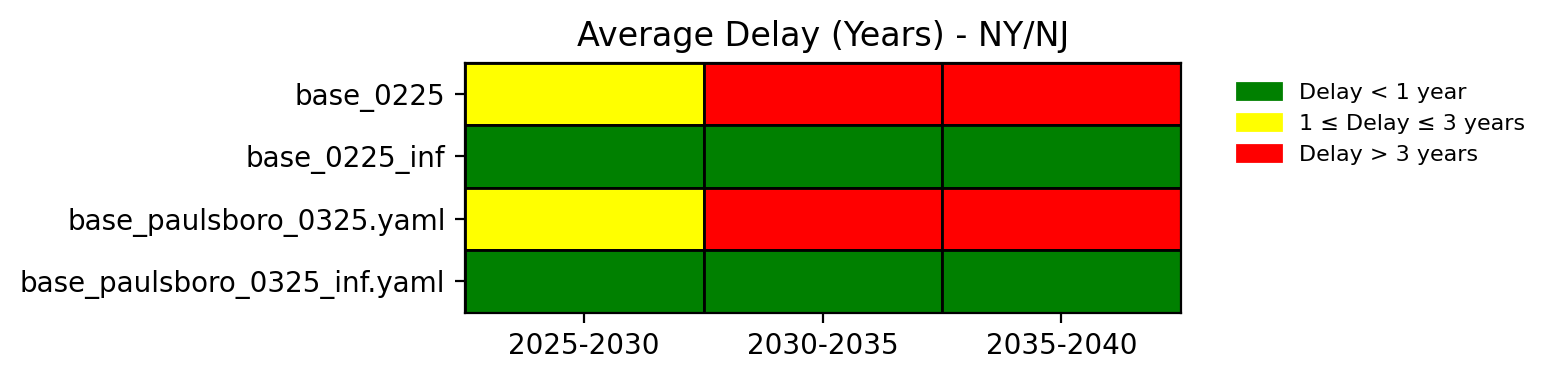 Average Delay (Years) - NY/NJ
base_0225
base_0225_inf
base_paulsboro_0325.yaml
base_paulsboro_0325_inf.yaml
2025-2030
2030-2035
2035-2040
Delay < 1 year
1 ≤ Delay ≤ 3 years
Delay > 3 years